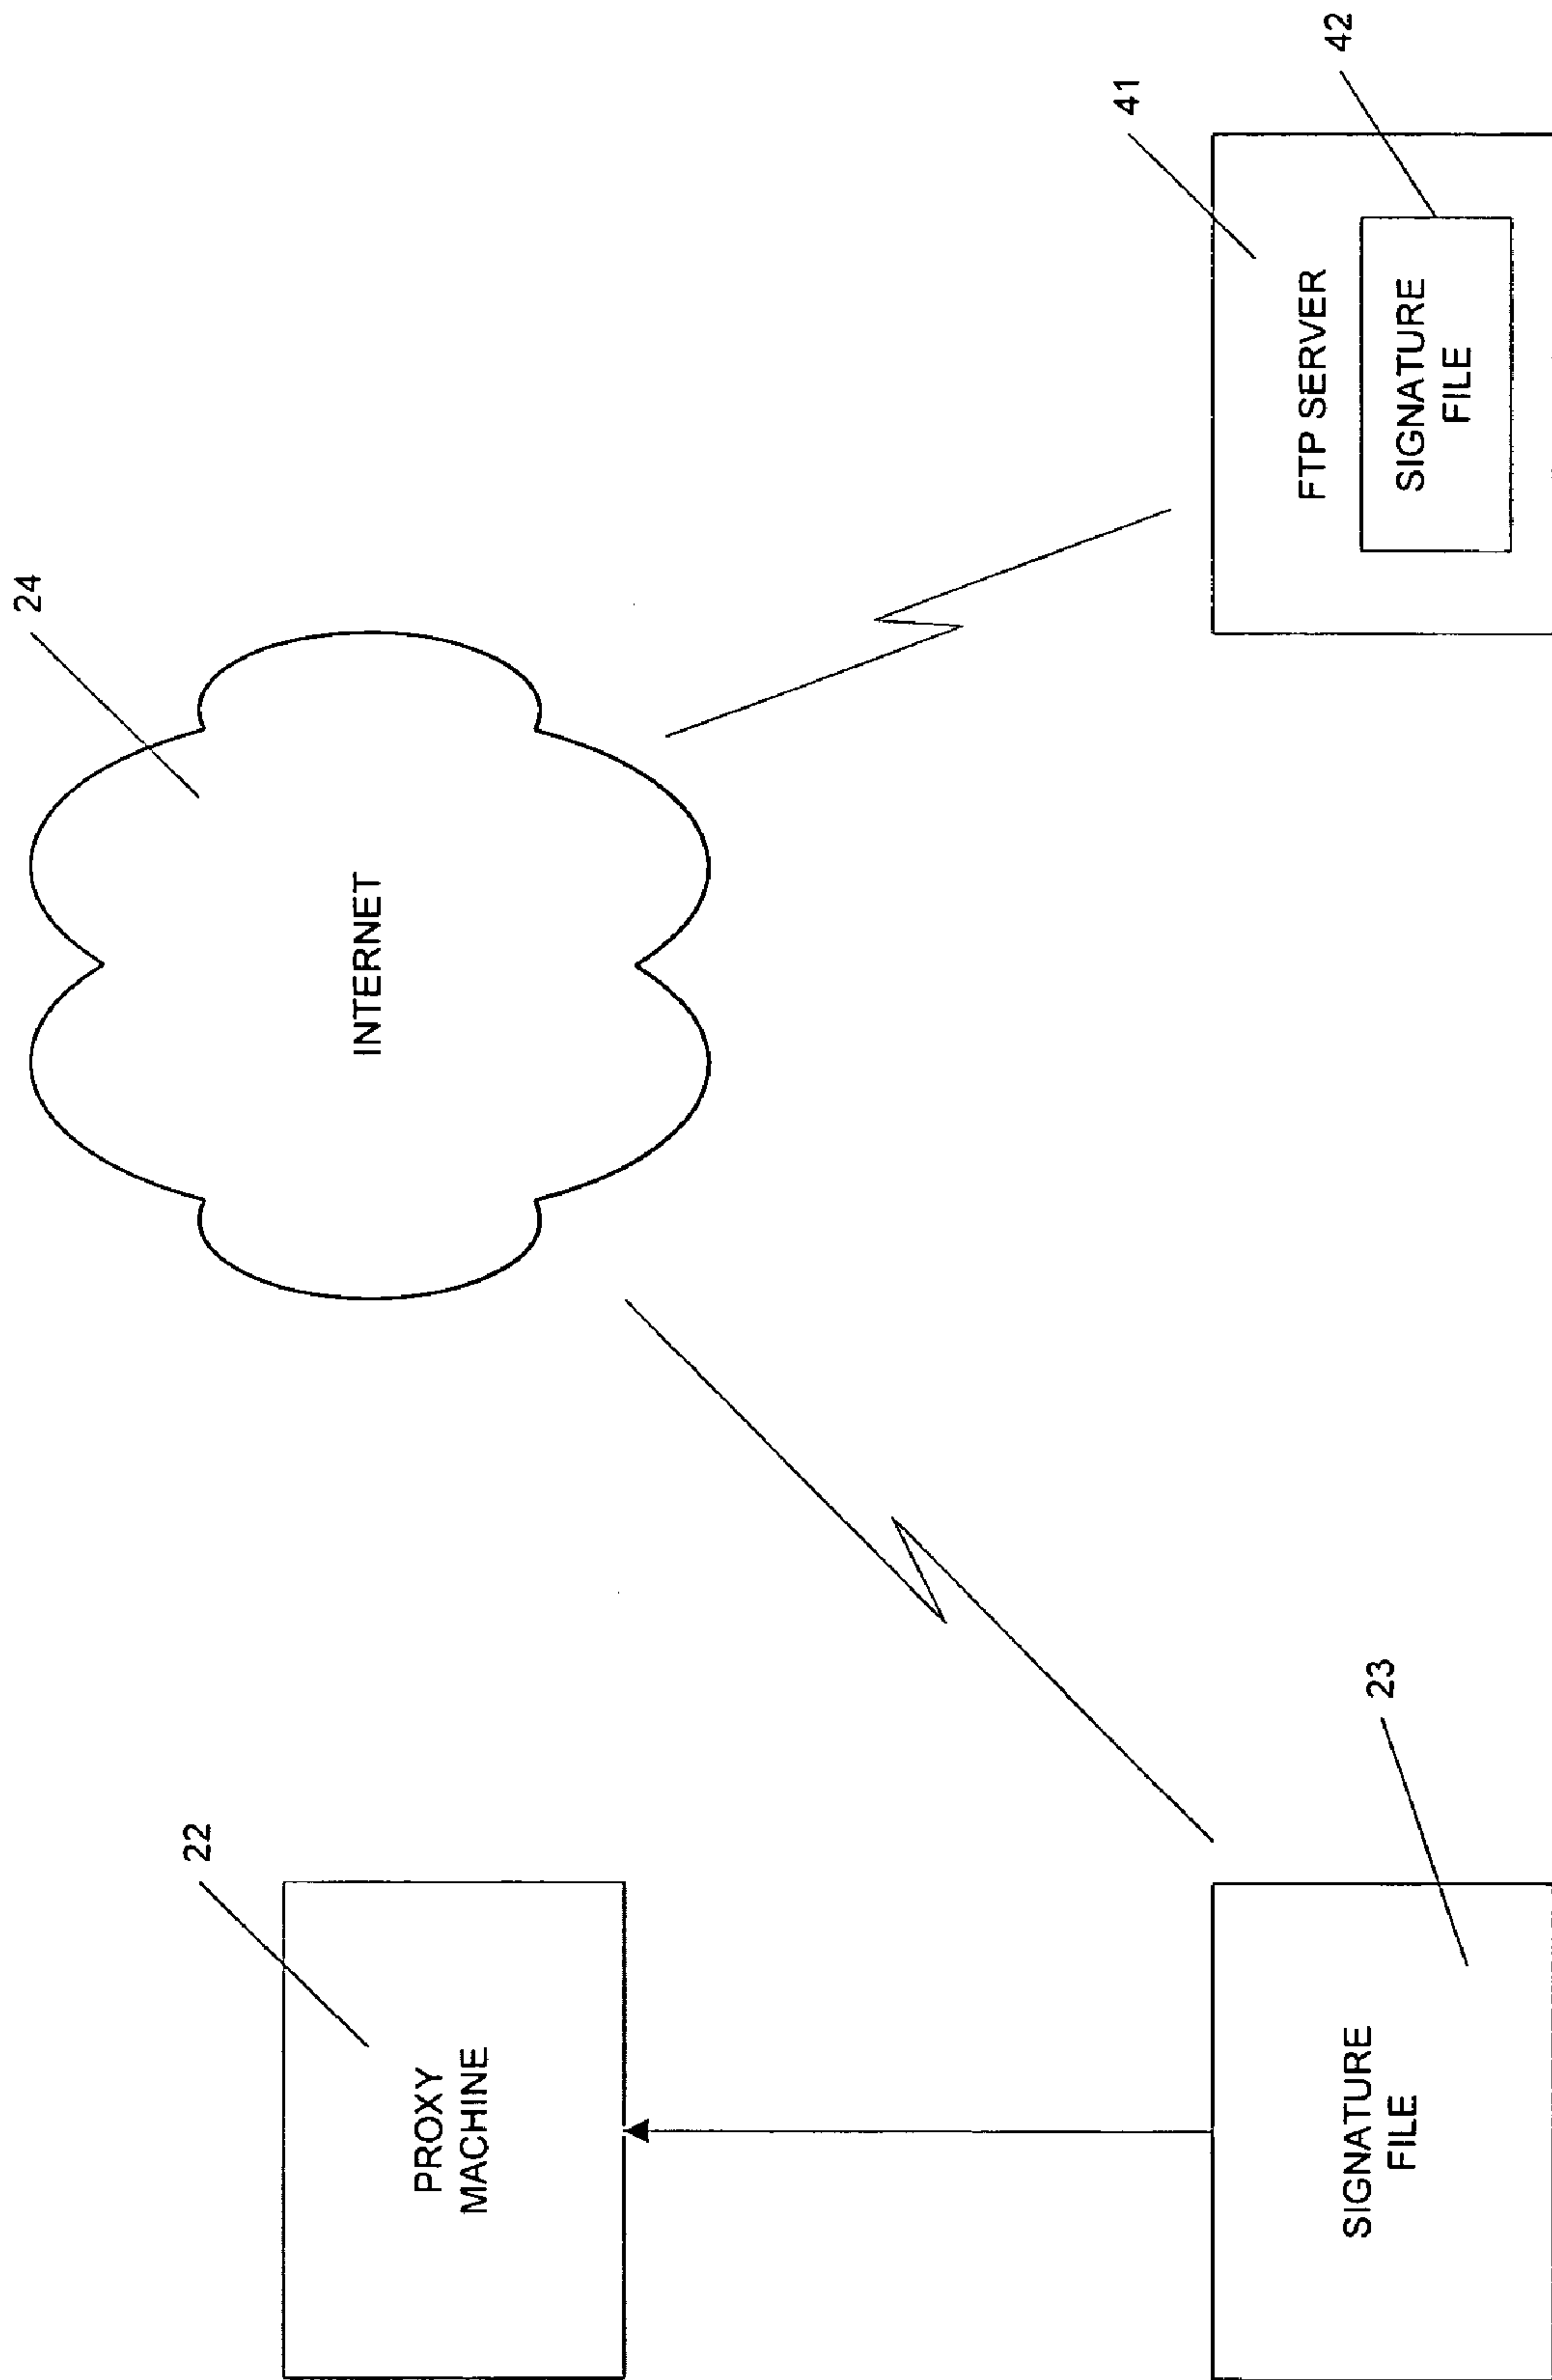 22
PROXY
MACHINE
24
INTERNET
23
SIGNATURE
FILE
41
FTP SERVER
42
SIGNATURE
FILE